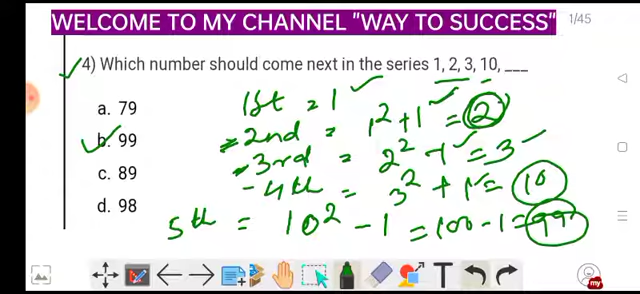 WELCOME TO MY CHANNEL "WAY TO SUCCESS"
1/45
4) Which number should come next in the series 1, 2, 3, 10, ___
a. 79
b. 99
c. 89
d. 98
1st = 1
2nd = 1² + 1 = 2
3rd = 2² - 1 = 3
4th = 3² + 1 = 10
5th = 10² - 1 = 100 - 1 = 99
T
my